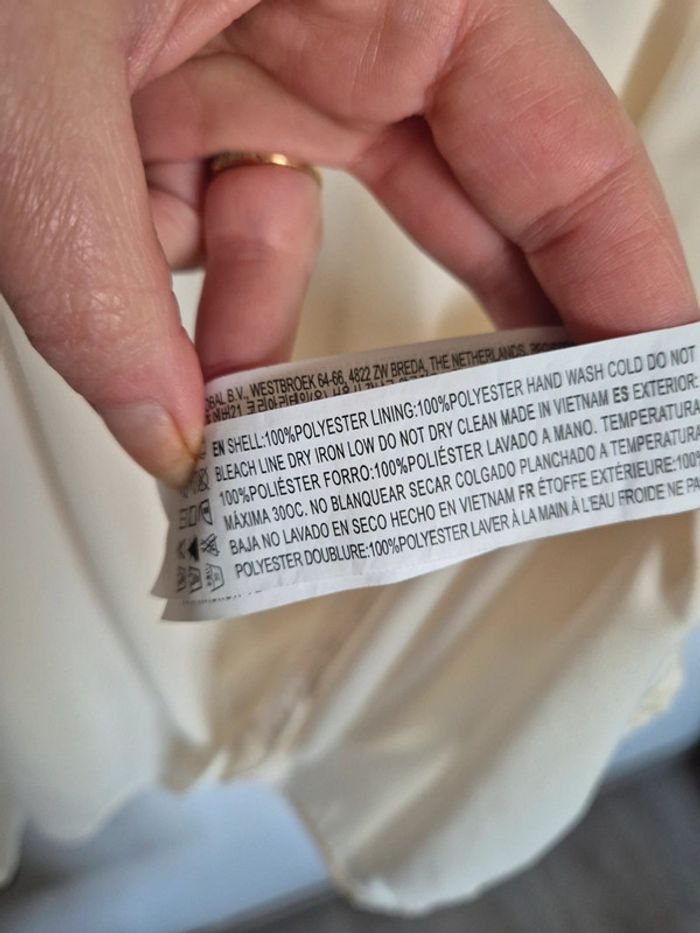 BAL B.V., WESTBROEK 64-66, 4822 ZW BREDA, THE NETHERLANDS.
EN SHELL:100%POLYESTER LINING:100%POLYESTER HAND WASH COLD DO NOT
BLEACH LINE DRY IRON LOW DO NOT DRY CLEAN MADE IN VIETNAM ES EXTERIOR:
100%POLIÉSTER FORRO:100%POLIÉSTER LAVADO A MANO. TEMPERATURA
MÁXIMA 30OC. NO BLANQUEAR SECAR COLGADO PLANCHADO A TEMPERATURA
BAJA NO LAVADO EN SECO HECHO EN VIETNAM FR ÉTOFFE EXTÉRIEURE:100%
POLYESTER DOUBLURE:100%POLYESTER LAVER À LA MAIN À L'EAU FROIDE NE PA